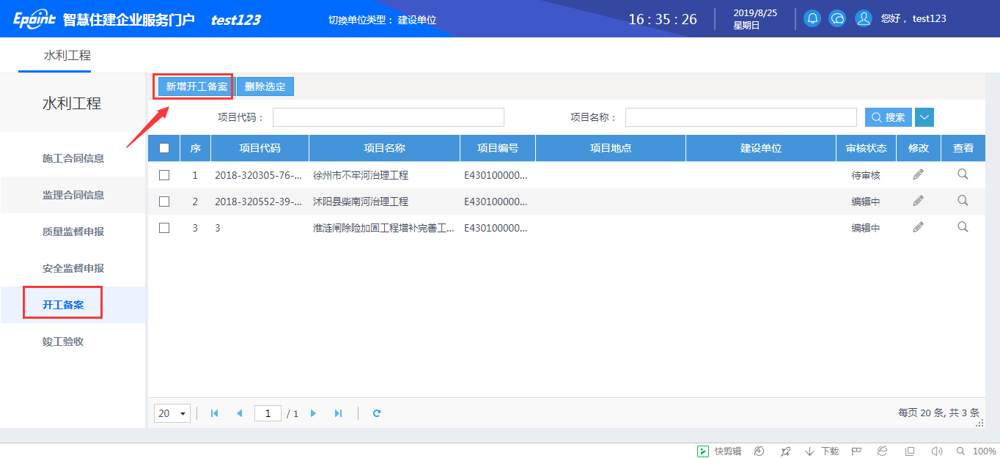 Epoint 智慧住建企业服务门户 test123 切换单位类型： 建设单位 16 : 35 : 26 2019/8/25 星期日 您好， test123
水利工程
水利工程
施工合同信息
监理合同信息
质量监督申报
安全监督申报
开工备案
竣工验收
新增开工备案 删除选定
项目代码： 项目名称： 搜索
序 项目代码 项目名称 项目编号 项目地点 建设单位 审核状态 修改 查看
1 2018-320305-76-... 徐州市不牢河治理工程 E430100000... 待审核
2 2018-320552-39-... 沭阳县柴南河治理工程 E430100000... 编辑中
3 3 淮涟闸除险加固工程增补完善工... E430100000... 编辑中
20 1 / 1 每页 20 条, 共 3 条
快剪辑 下载 100%